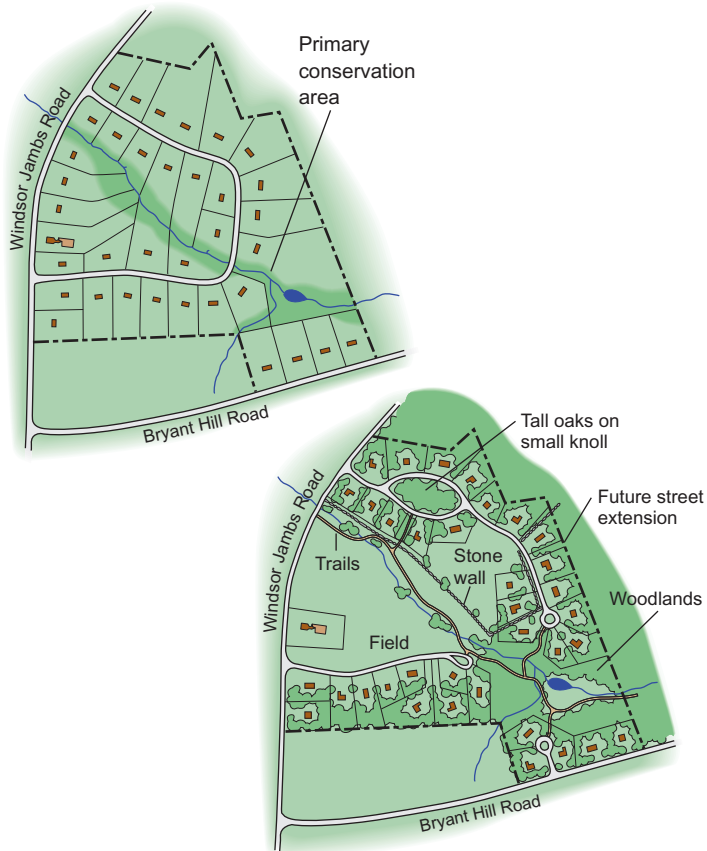 Primary
conservation
area
Windsor Jambs Road
Bryant Hill Road
Tall oaks on
small knoll
Future street
extension
Windsor Jambs Road
Trails
Stone
wall
Woodlands
Field
Bryant Hill Road